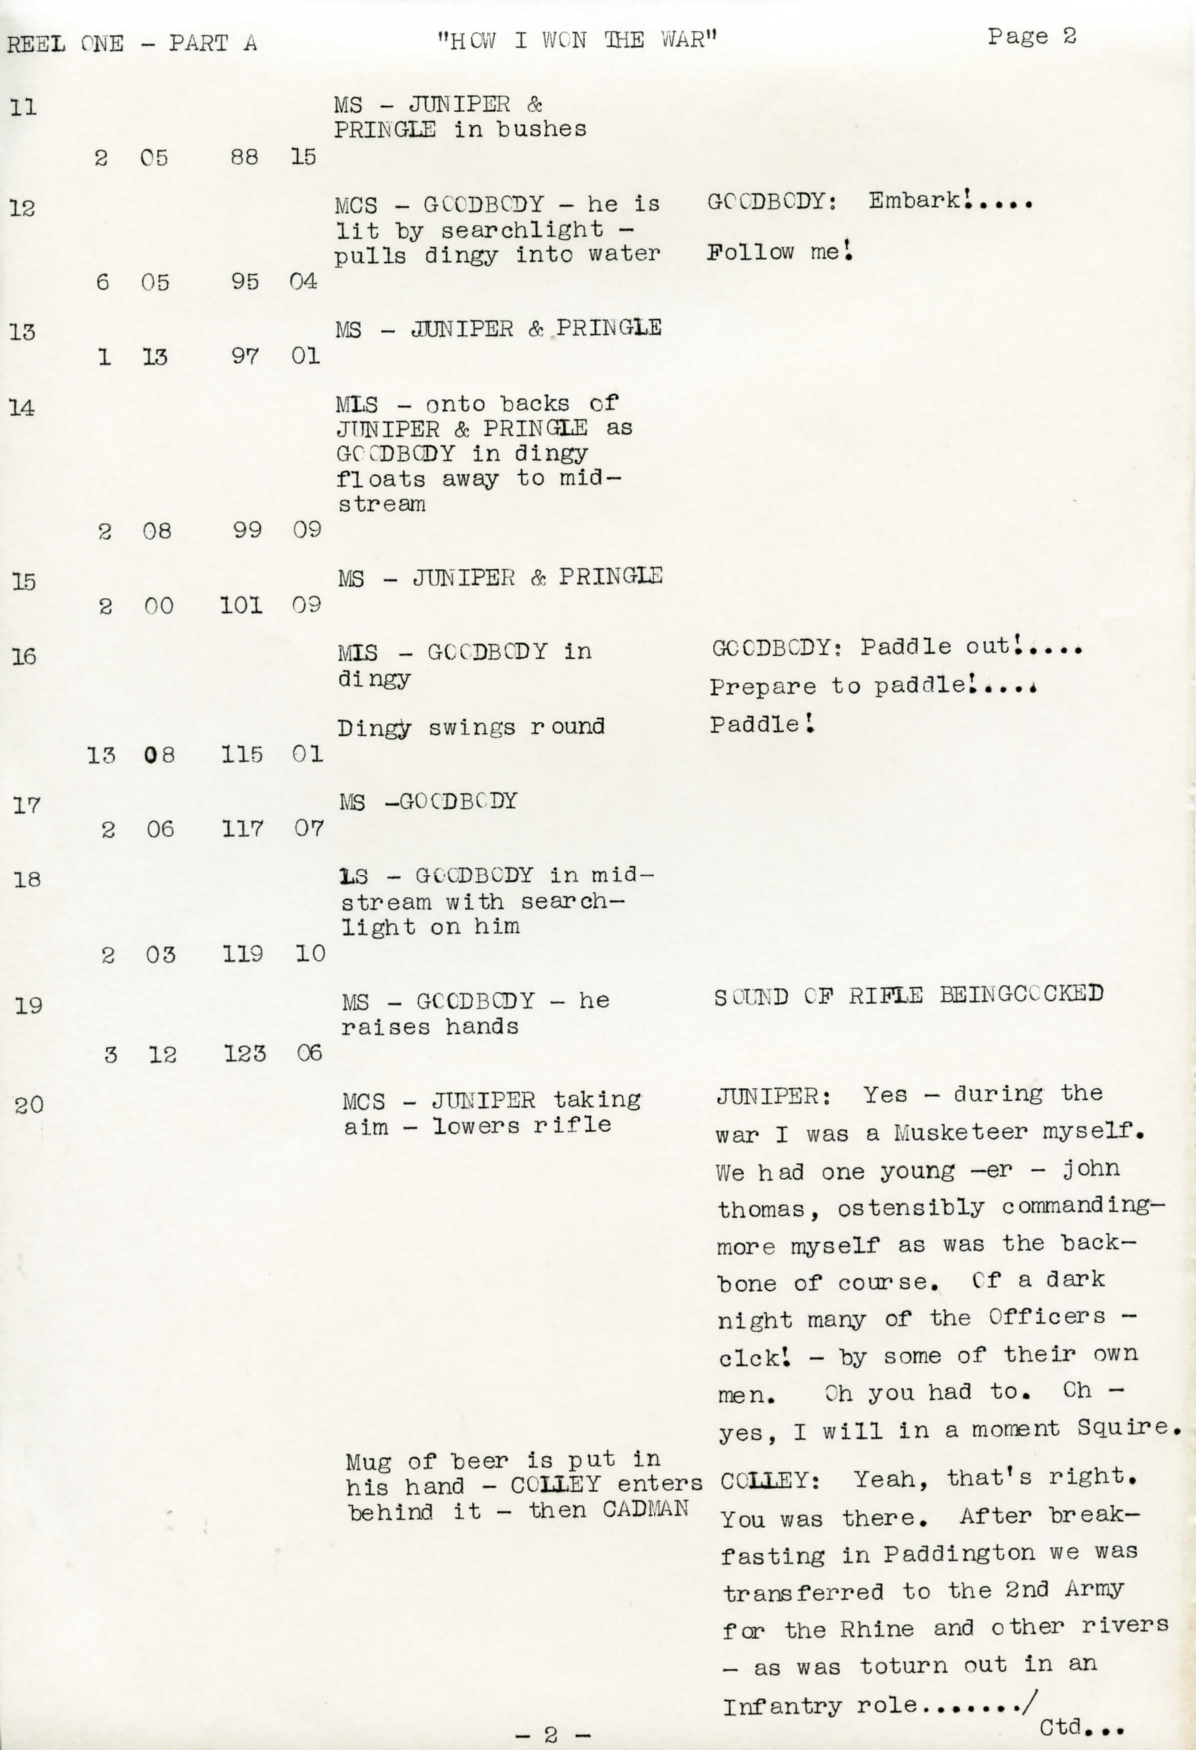 REEL ONE - PART A "HOW I WON THE WAR" Page 2
11 MS - JUNIPER &
PRINGLE in bushes
2 05 88 15
12 MCS - GOODBODY - he is GOODBODY: Embark!.....
lit by searchlight -
pulls dingy into water Follow me!
6 05 95 04
13 MS - JUNIPER & PRINGLE
1 13 97 01
14 MLS - onto backs of
JUNIPER & PRINGLE as
GOODBODY in dingy
floats away to mid-
stream
2 08 99 09
15 MS - JUNIPER & PRINGLE
2 00 101 09
16 MLS - GOODBODY in GOODBODY: Paddle out!....
dingy
Prepare to paddle!....
Dingy swings round Paddle!
13 08 115 01
17 MS -GOODBODY
2 06 117 07
18 LS - GOODBODY in mid-
stream with search-
light on him
2 03 119 10
19 MS - GOODBODY - he SOUND OF RIFLE BEINGCOCKED
raises hands
3 12 123 06
20 MCS - JUNIPER taking JUNIPER: Yes - during the
aim - lowers rifle war I was a Musketeer myself.
We had one young -er - john
thomas, ostensibly commanding-
more myself as was the back-
bone of course. Of a dark
night many of the Officers -
clck! - by some of their own
men. Oh you had to. Oh -
yes, I will in a moment Squire.
Mug of beer is put in
his hand - COLLEY enters COLLEY: Yeah, that's right.
behind it - then CADMAN You was there. After break-
fasting in Paddington we was
transferred to the 2nd Army
for the Rhine and other rivers
- as was toturn out in an
Infantry role......./
Ctd...
- 2 -